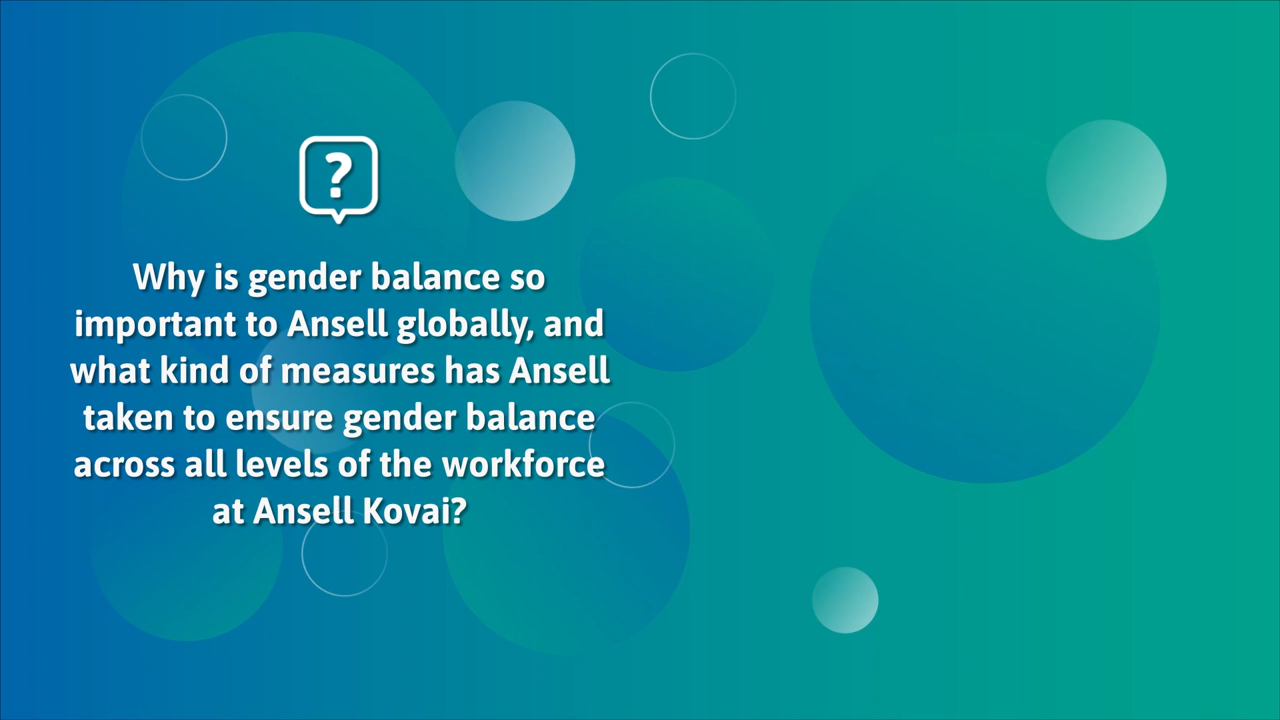 ?
Why is gender balance so
important to Ansell globally, and
what kind of measures has Ansell
taken to ensure gender balance
across all levels of the workforce
at Ansell Kovai?